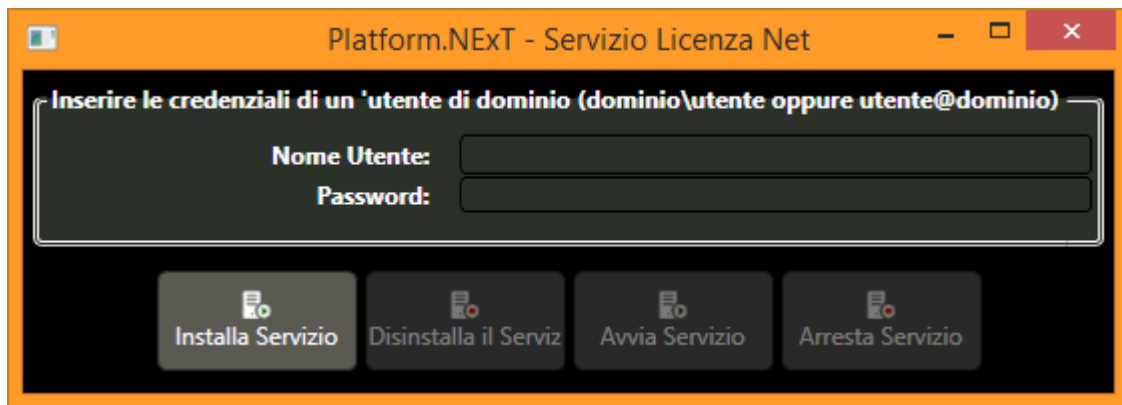 Platform.NExT - Servizio Licenza Net
Inserire le credenziali di un 'utente di dominio (dominio\utente oppure utente@dominio)
Nome Utente:
Password:
Installa Servizio
Disinstalla il Serviz
Avvia Servizio
Arresta Servizio